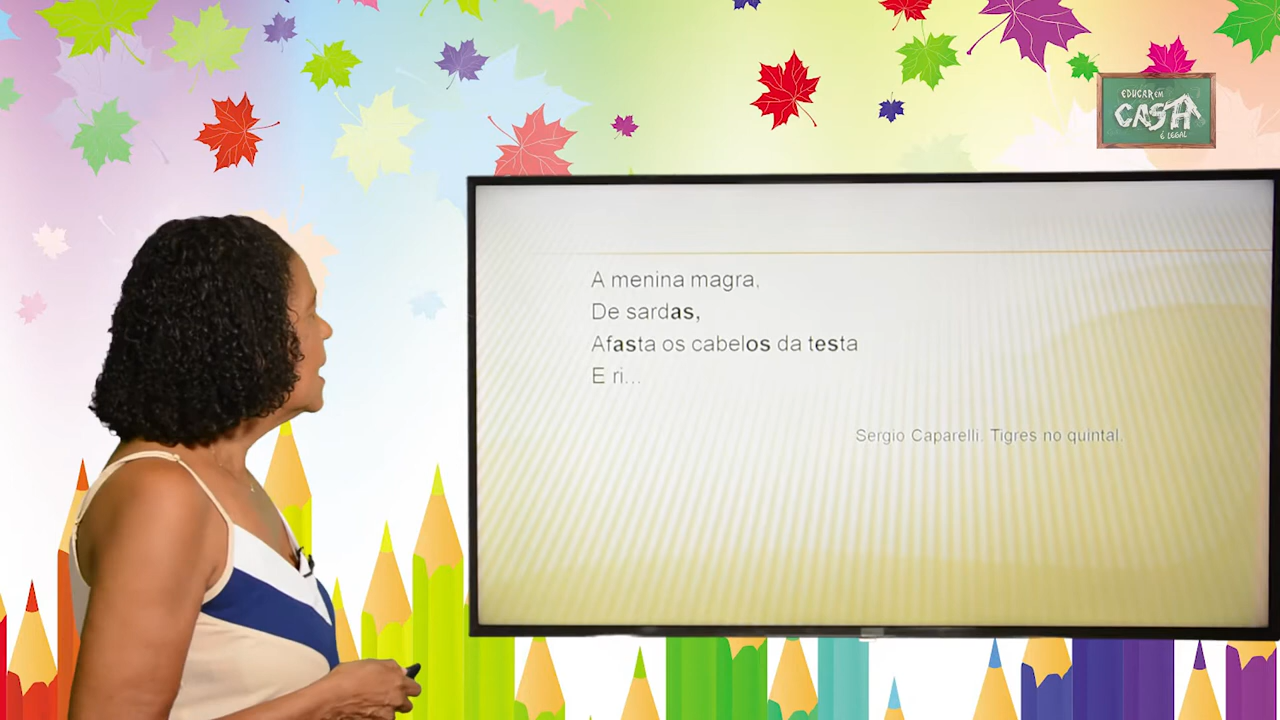 EDUCAR EM
CASA
É LEGAL
A menina magra,
De sardas,
Afasta os cabelos da testa
E ri...
Sergio Caparelli. Tigres no quintal.